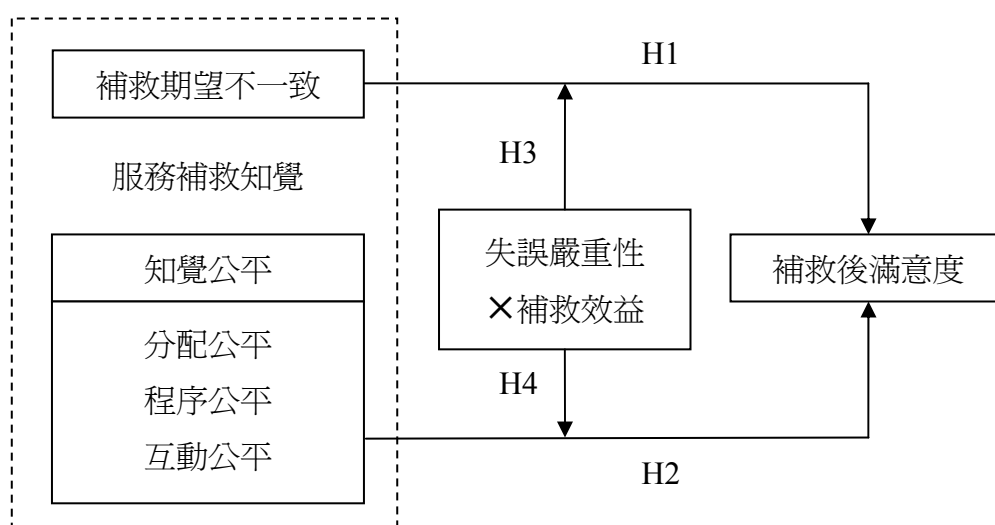 H1
補救期望不一致
H3
服務補救知覺
失誤嚴重性
×補救效益
補救後滿意度
知覺公平
分配公平
程序公平
互動公平
H4
H2